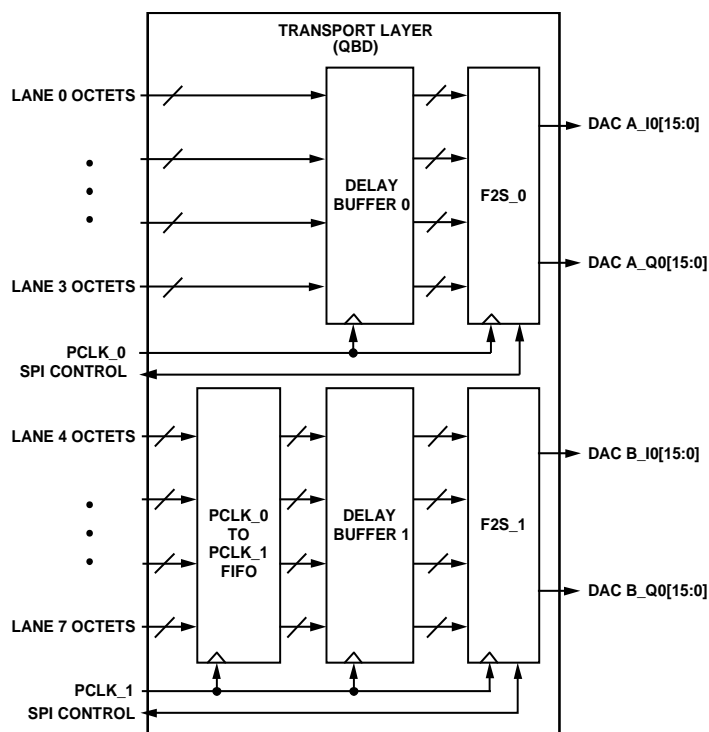 TRANSPORT LAYER
(QBD)
LANE 0 OCTETS
LANE 3 OCTETS
DELAY
BUFFER 0
F2S_0
DAC A_I0[15:0]
DAC A_Q0[15:0]
PCLK_0
SPI CONTROL
LANE 4 OCTETS
LANE 7 OCTETS
PCLK_0
TO
PCLK_1
FIFO
DELAY
BUFFER 1
F2S_1
DAC B_I0[15:0]
DAC B_Q0[15:0]
PCLK_1
SPI CONTROL